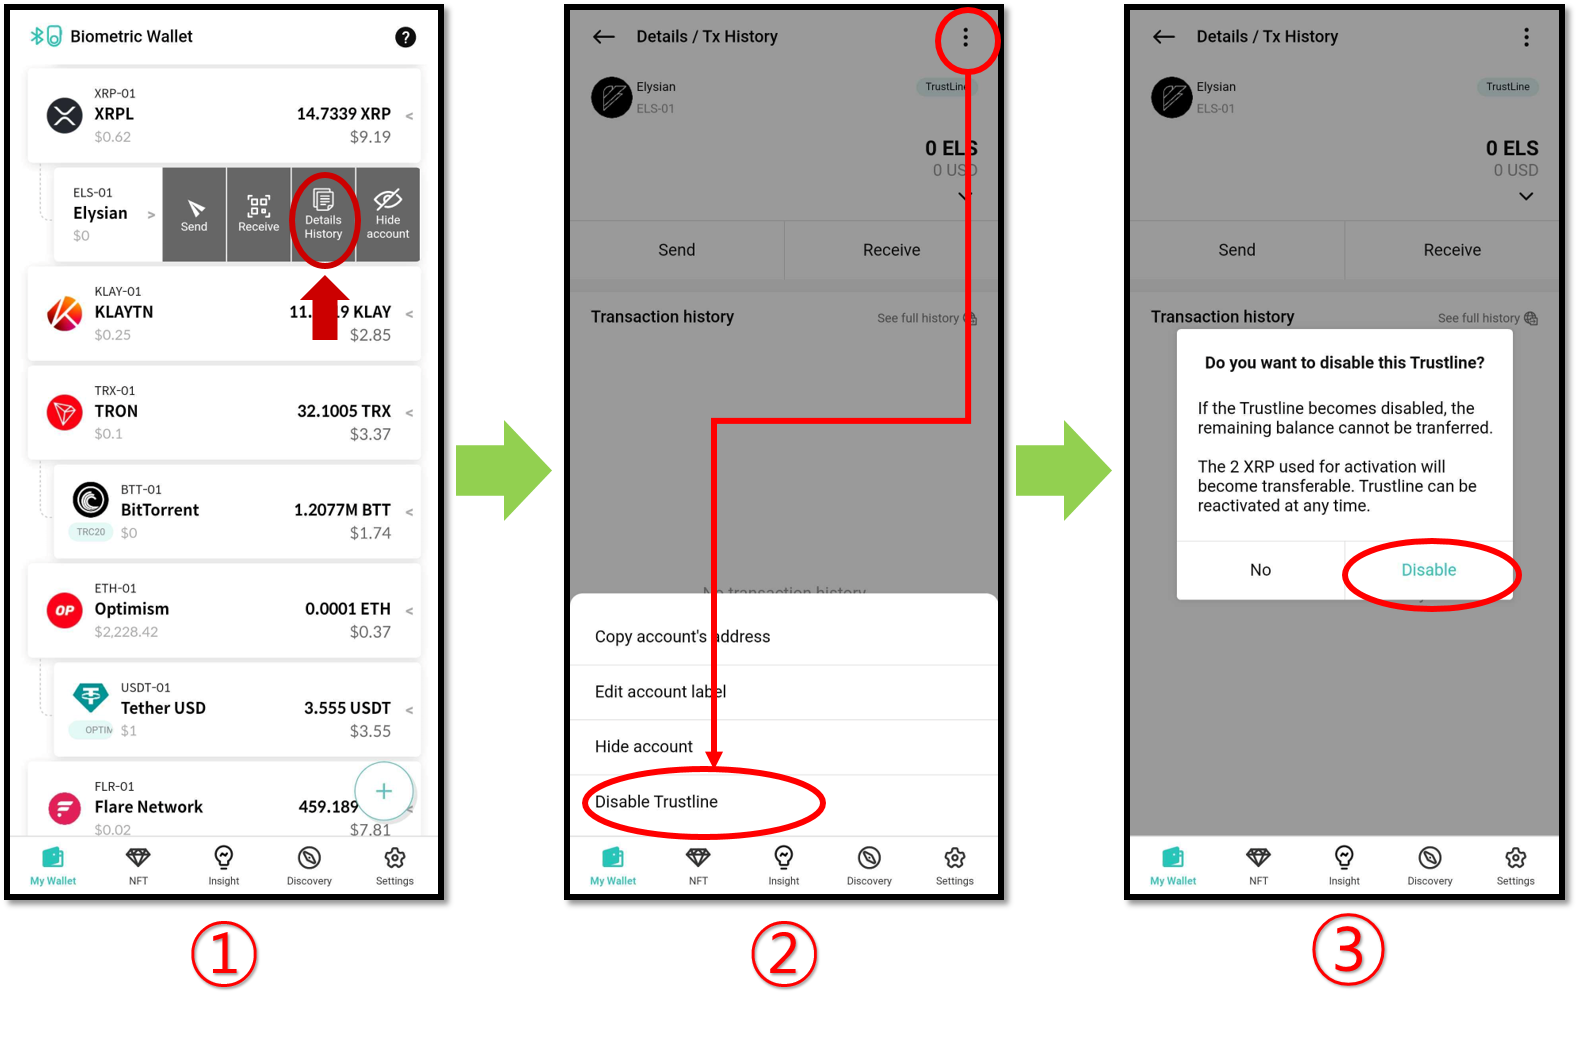 Biometric Wallet
?
XRP-01
XRPL
14.7339 XRP
$0.62
$9.19
ELS-01
Elysian
$0
Send
Receive
Details
History
Hide
account
KLAY-01
KLAYTN
KLAY
$0.25
$2.85
TRX-01
TRON
32.1005 TRX
$0.1
$3.37
BTT-01
BitTorrent
1.2077M BTT
TRC20
$0
$1.74
ETH-01
OP
Optimism
0.0001 ETH
$2,228.42
$0.37
USDT-01
Tether USD
3.555 USDT
OPTIM
$1
$3.55
FLR-01
Flare Network
459.189
$0.02
$7.81
+
My Wallet
NFT
Insight
Discovery
Settings
①
Details / Tx History
Elysian
TrustLine
ELS-01
0 ELS
0 USD
Send
Receive
Transaction history
See full history
No transaction history
Copy account's address
Edit account label
Hide account
Disable Trustline
My Wallet
NFT
Insight
Discovery
Settings
②
Details / Tx History
Elysian
TrustLine
ELS-01
0 ELS
0 USD
Send
Receive
Transaction history
See full history
Do you want to disable this Trustline?
If the Trustline becomes disabled, the
remaining balance cannot be tranferred.
The 2 XRP used for activation will
become transferable. Trustline can be
reactivated at any time.
No
Disable
My Wallet
NFT
Insight
Discovery
Settings
③